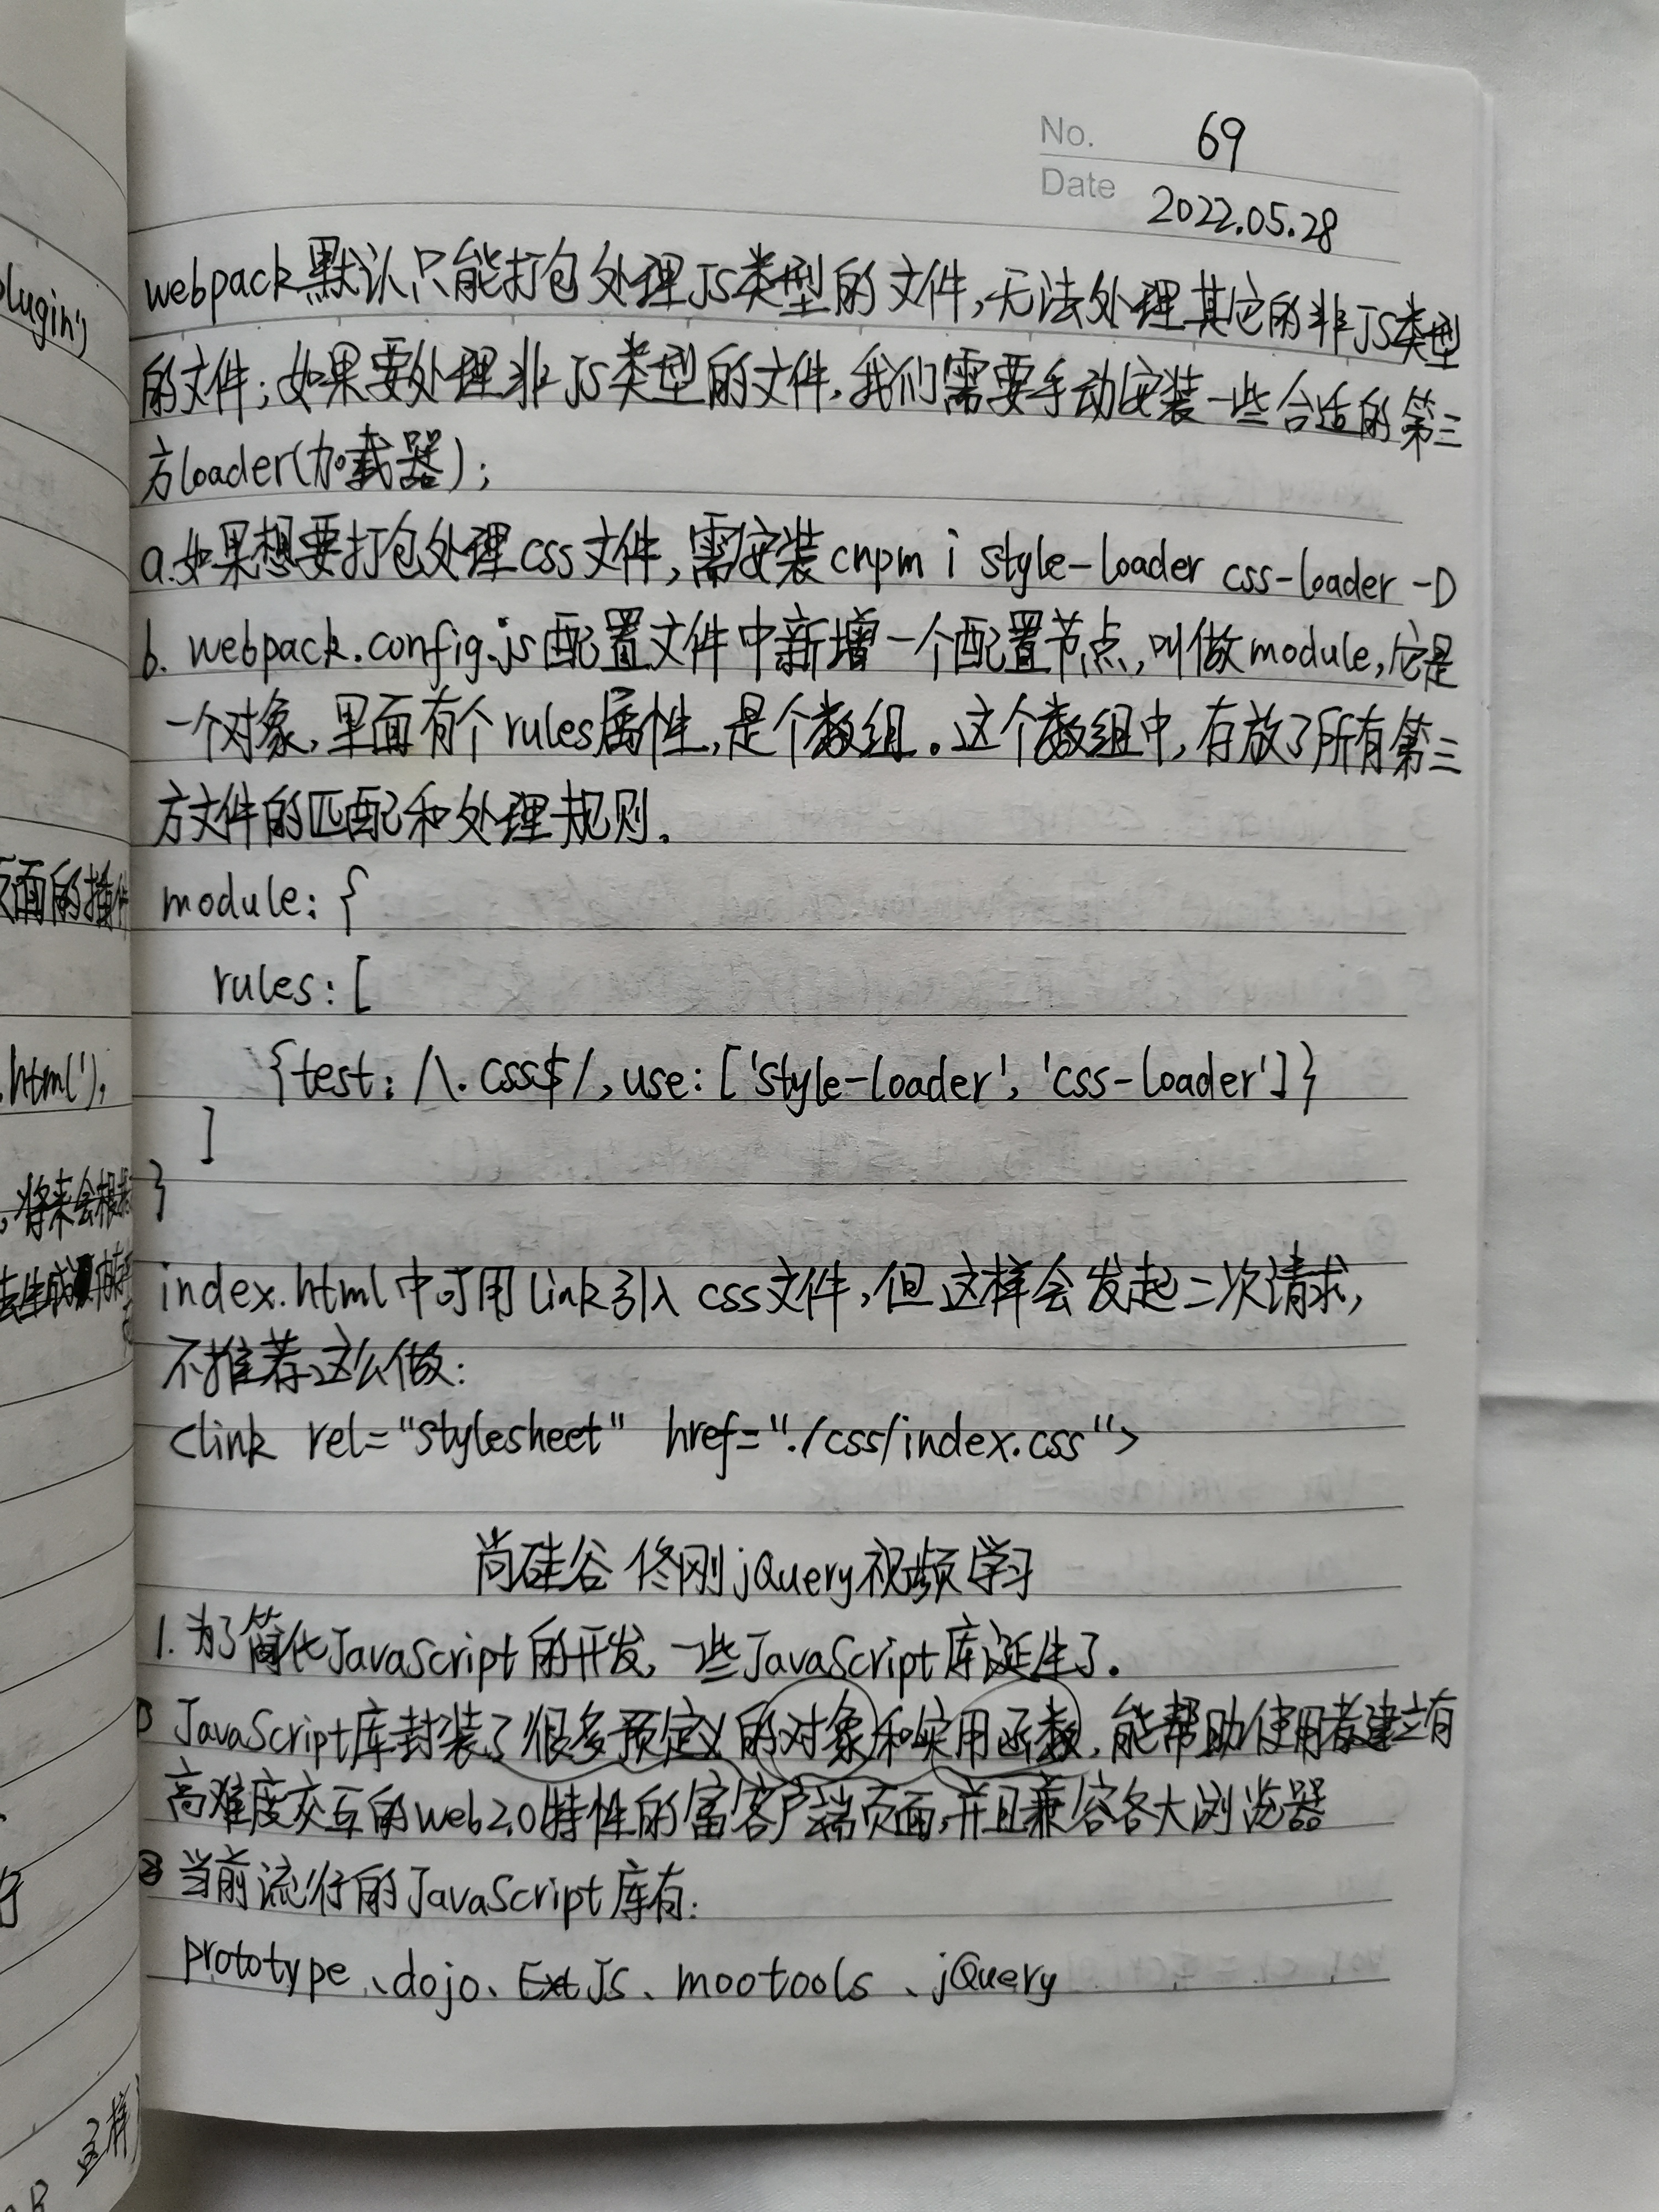 No. 69
Date 2022.05.28
webpack默认只能打包处理JS类型的文件,无法处理其它的非JS类型
的文件;如果要处理非JS类型的文件,我们需要手动安装一些合适的第三
方loader(加载器);
a.如果想要打包处理css文件,需安装cnpm i style-loader css-loader -D
b. webpack.config.js配置文件中新增一个配置节点,叫做module,它是
一个对象,里面有个rules属性,是个数组。这个数组中,存放了所有第三
方文件的匹配和处理规则。
module: {
rules: [
{test: /\.css$/, use: ['style-loader', 'css-loader']}
]
}
index.html中可用link引入css文件,但这样会发起二次请求,
不推荐这么做:
<link rel="stylesheet" href="./css/index.css">
尚硅谷 佟刚jQuery视频学习
1. 为了简化JavaScript的开发,一些JavaScript库诞生了.
① JavaScript库封装了很多预定义的对象和实用函数,能帮助使用者建立有
高难度交互的web2.0特性的富客户端页面,并且兼容各大浏览器
② 当前流行的JavaScript库有:
prototype、dojo、ExtJS、mootools、jQuery
plugin')
页面的插件
.html'),
,将来会根据
去生成
行